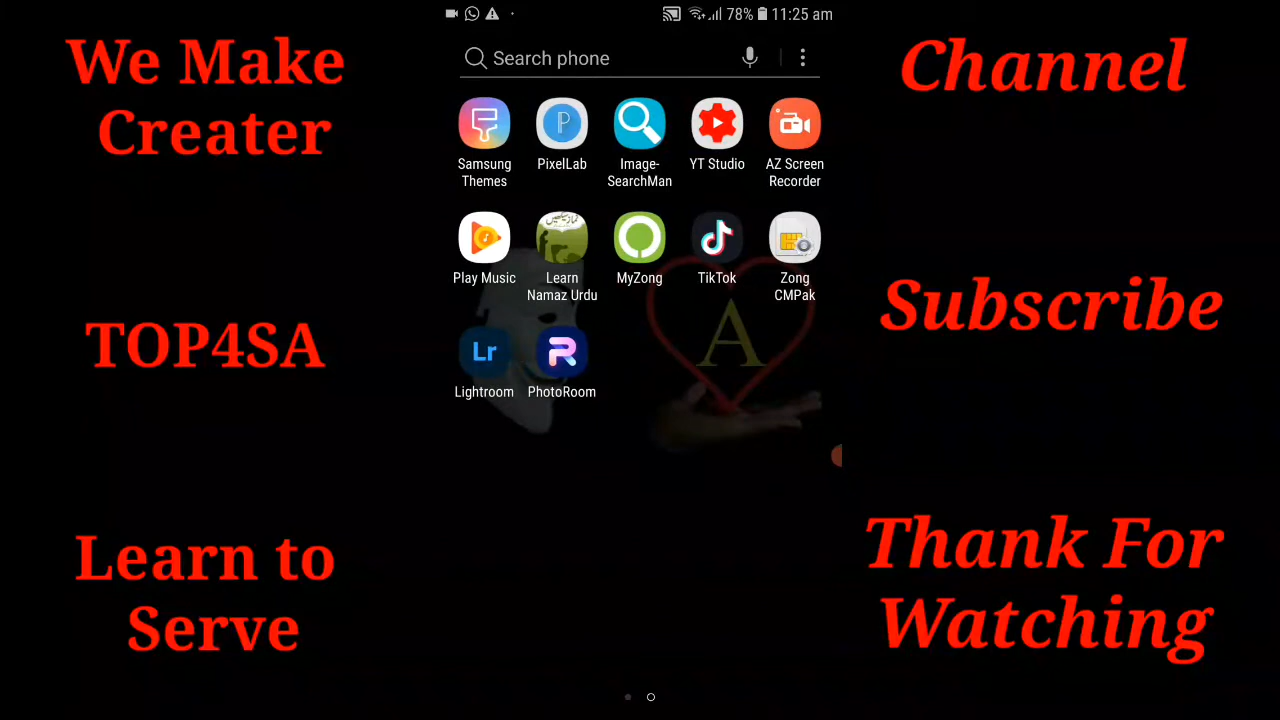 We Make
Creater
TOP4SA
Learn to
Serve
78% 11:25 am
Search phone
Samsung
Themes
PixelLab
Image-
SearchMan
YT Studio
AZ Screen
Recorder
Play Music
Learn
Namaz Urdu
MyZong
TikTok
Zong
CMPak
Lr
Lightroom
PhotoRoom
A
Channel
Subscribe
Thank For
Watching